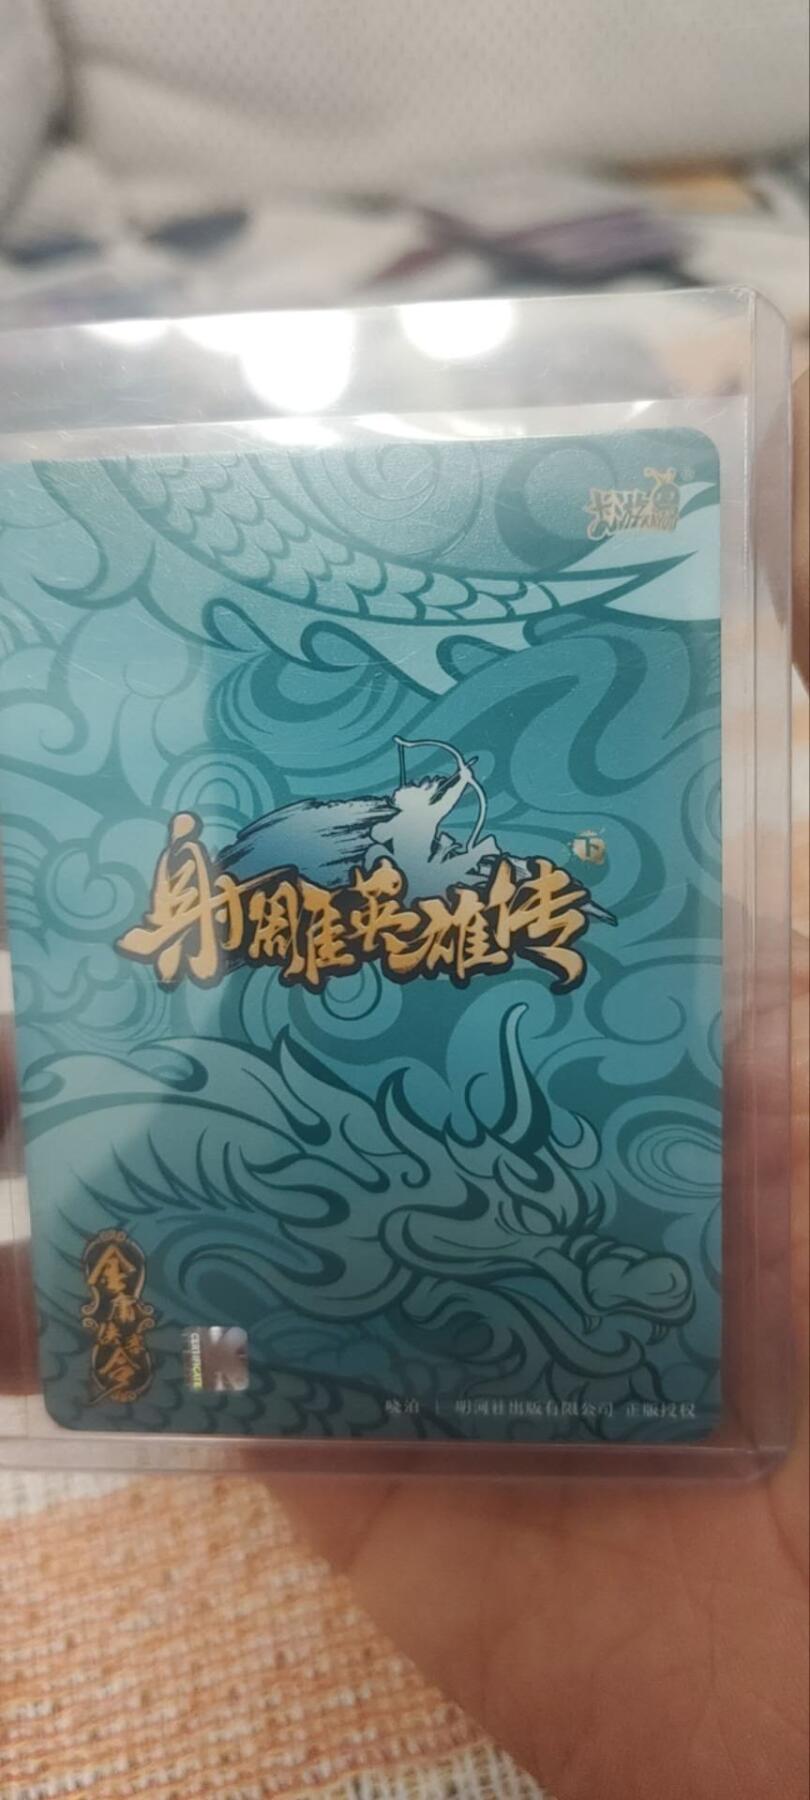 卡游
KAYOU
下
射雕英雄传
金庸
侠客
令
CERTIFICATE
明河社出版有限公司 正版授权